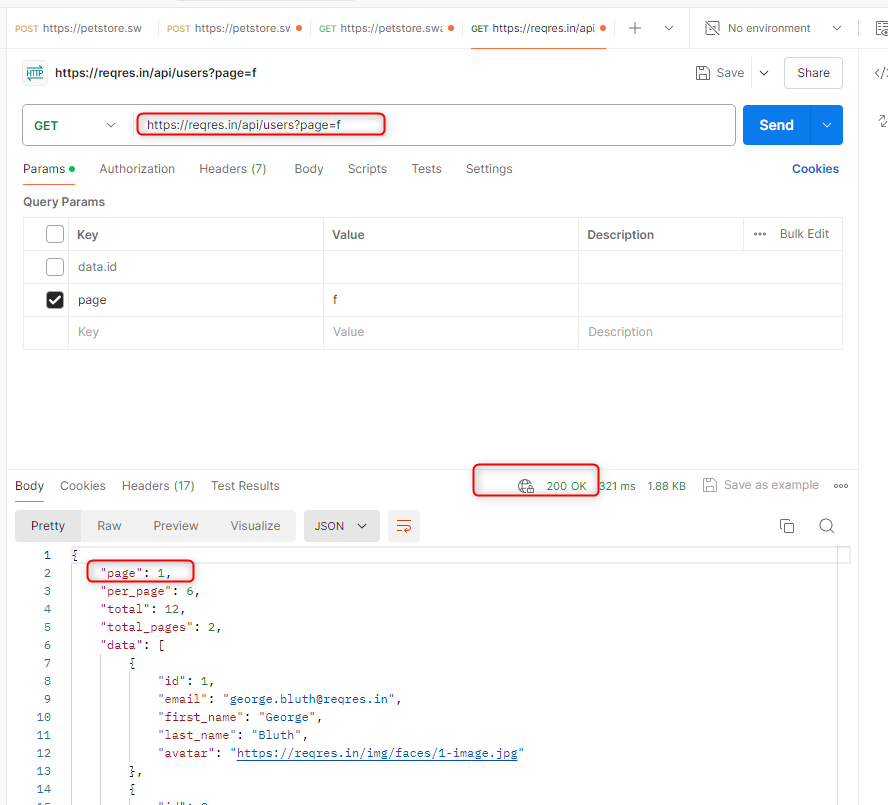 POST https://petstore.sw POST https://petstore.sw GET https://petstore.swa GET https://reqres.in/api No environment
HTTP https://reqres.in/api/users?page=f Save Share
GET https://reqres.in/api/users?page=f Send
Params Authorization Headers (7) Body Scripts Tests Settings Cookies
Query Params
Key Value Description ••• Bulk Edit
data.id
page f
Key Value Description
Body Cookies Headers (17) Test Results 200 OK 321 ms 1.88 KB Save as example
Pretty Raw Preview Visualize JSON
1 {
2 "page": 1,
3 "per_page": 6,
4 "total": 12,
5 "total_pages": 2,
6 "data": [
7 {
8 "id": 1,
9 "email": "george.bluth@reqres.in",
10 "first_name": "George",
11 "last_name": "Bluth",
12 "avatar": "https://reqres.in/img/faces/1-image.jpg"
13 },
14 {